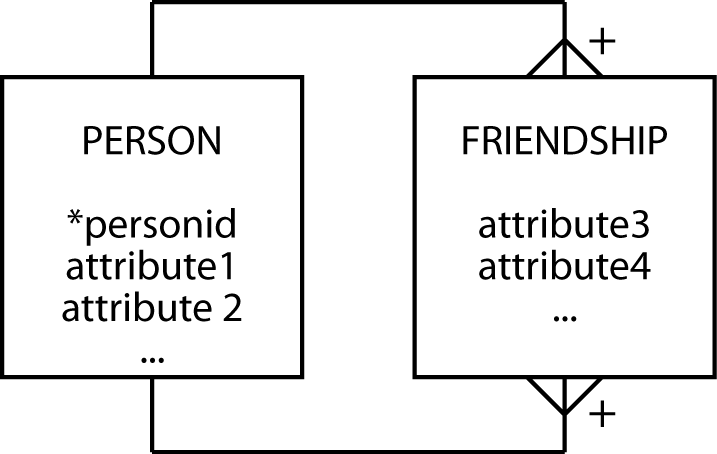 PERSON
*personid
attribute1
attribute 2
...
+
FRIENDSHIP
attribute3
attribute4
...
+